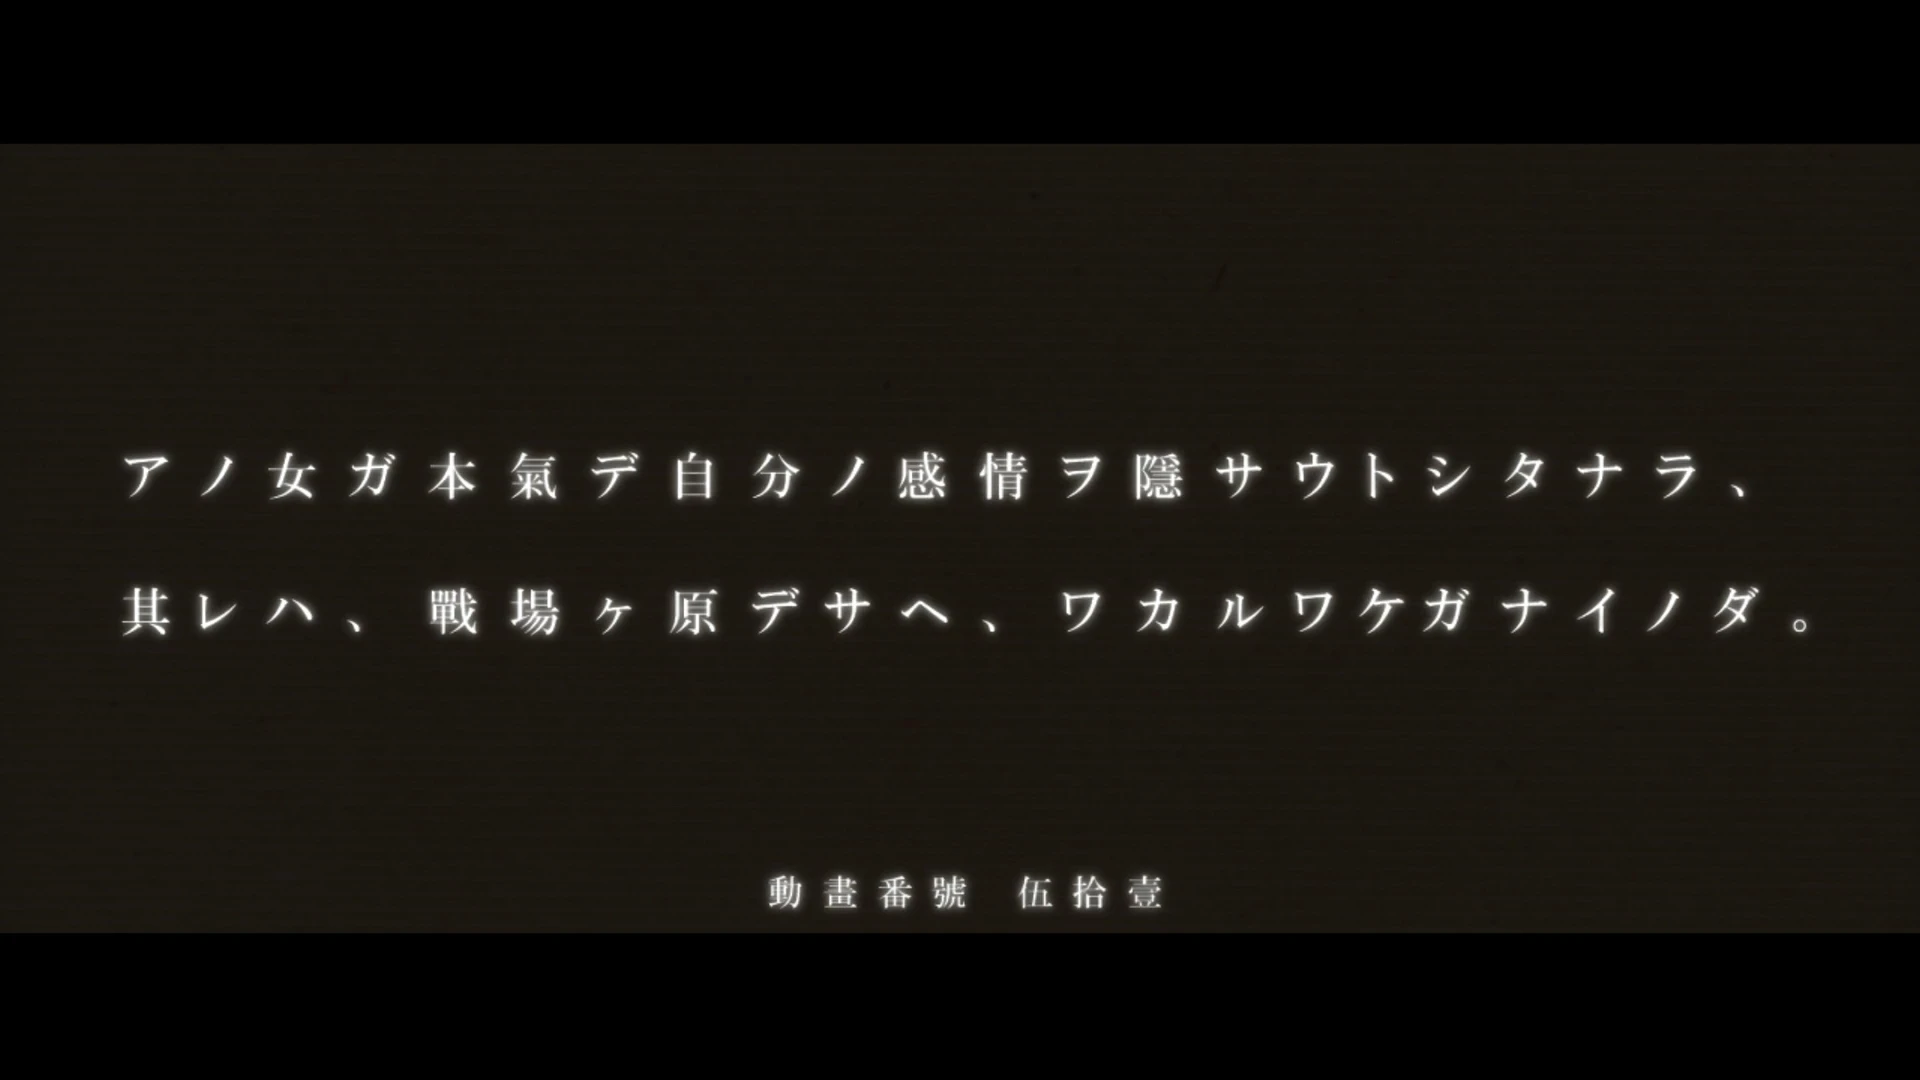 アノ女ガ本氣デ自分ノ感情ヲ隱サウトシタナラ、
其レハ、戰場ヶ原デサヘ、ワカルワケガナイノダ。
動畫番號 伍拾壹